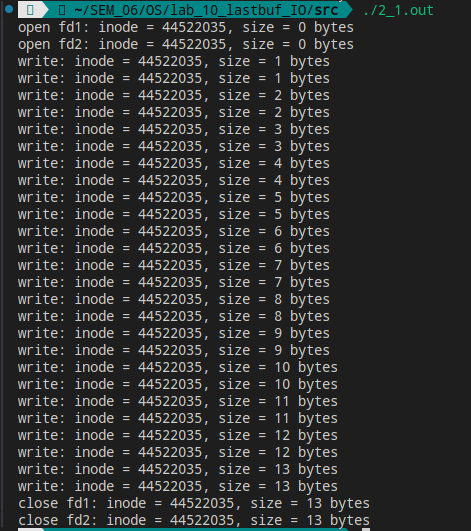 ~/SEM_06/OS/lab_10_lastbuf_IO/src ./2_1.out
open fd1: inode = 44522035, size = 0 bytes
open fd2: inode = 44522035, size = 0 bytes
write: inode = 44522035, size = 1 bytes
write: inode = 44522035, size = 1 bytes
write: inode = 44522035, size = 2 bytes
write: inode = 44522035, size = 2 bytes
write: inode = 44522035, size = 3 bytes
write: inode = 44522035, size = 3 bytes
write: inode = 44522035, size = 4 bytes
write: inode = 44522035, size = 4 bytes
write: inode = 44522035, size = 5 bytes
write: inode = 44522035, size = 5 bytes
write: inode = 44522035, size = 6 bytes
write: inode = 44522035, size = 6 bytes
write: inode = 44522035, size = 7 bytes
write: inode = 44522035, size = 7 bytes
write: inode = 44522035, size = 8 bytes
write: inode = 44522035, size = 8 bytes
write: inode = 44522035, size = 9 bytes
write: inode = 44522035, size = 9 bytes
write: inode = 44522035, size = 10 bytes
write: inode = 44522035, size = 10 bytes
write: inode = 44522035, size = 11 bytes
write: inode = 44522035, size = 11 bytes
write: inode = 44522035, size = 12 bytes
write: inode = 44522035, size = 12 bytes
write: inode = 44522035, size = 13 bytes
write: inode = 44522035, size = 13 bytes
close fd1: inode = 44522035, size = 13 bytes
close fd2: inode = 44522035, size = 13 bytes